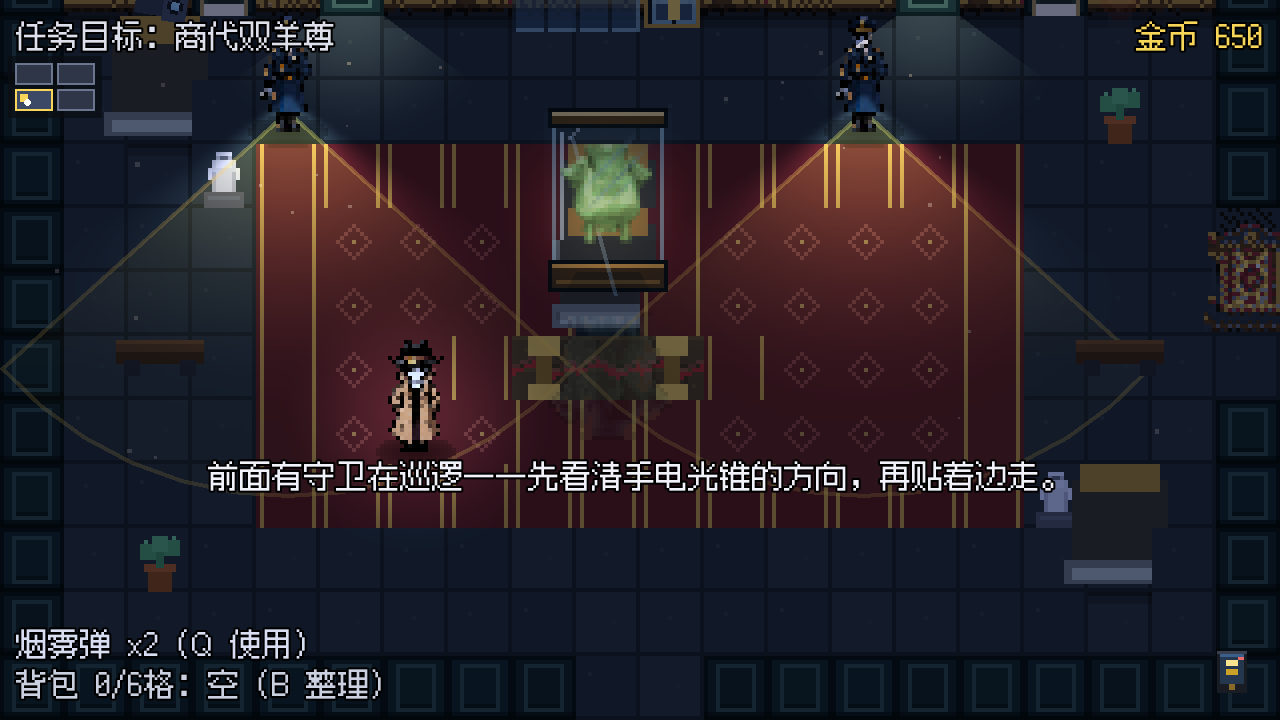 任务目标：商代双羊尊
金币 650
前面有守卫在巡逻——先看清手电光锥的方向，再贴着边走。
烟雾弹 x2（Q 使用）
背包 0/6格：空（B 整理）